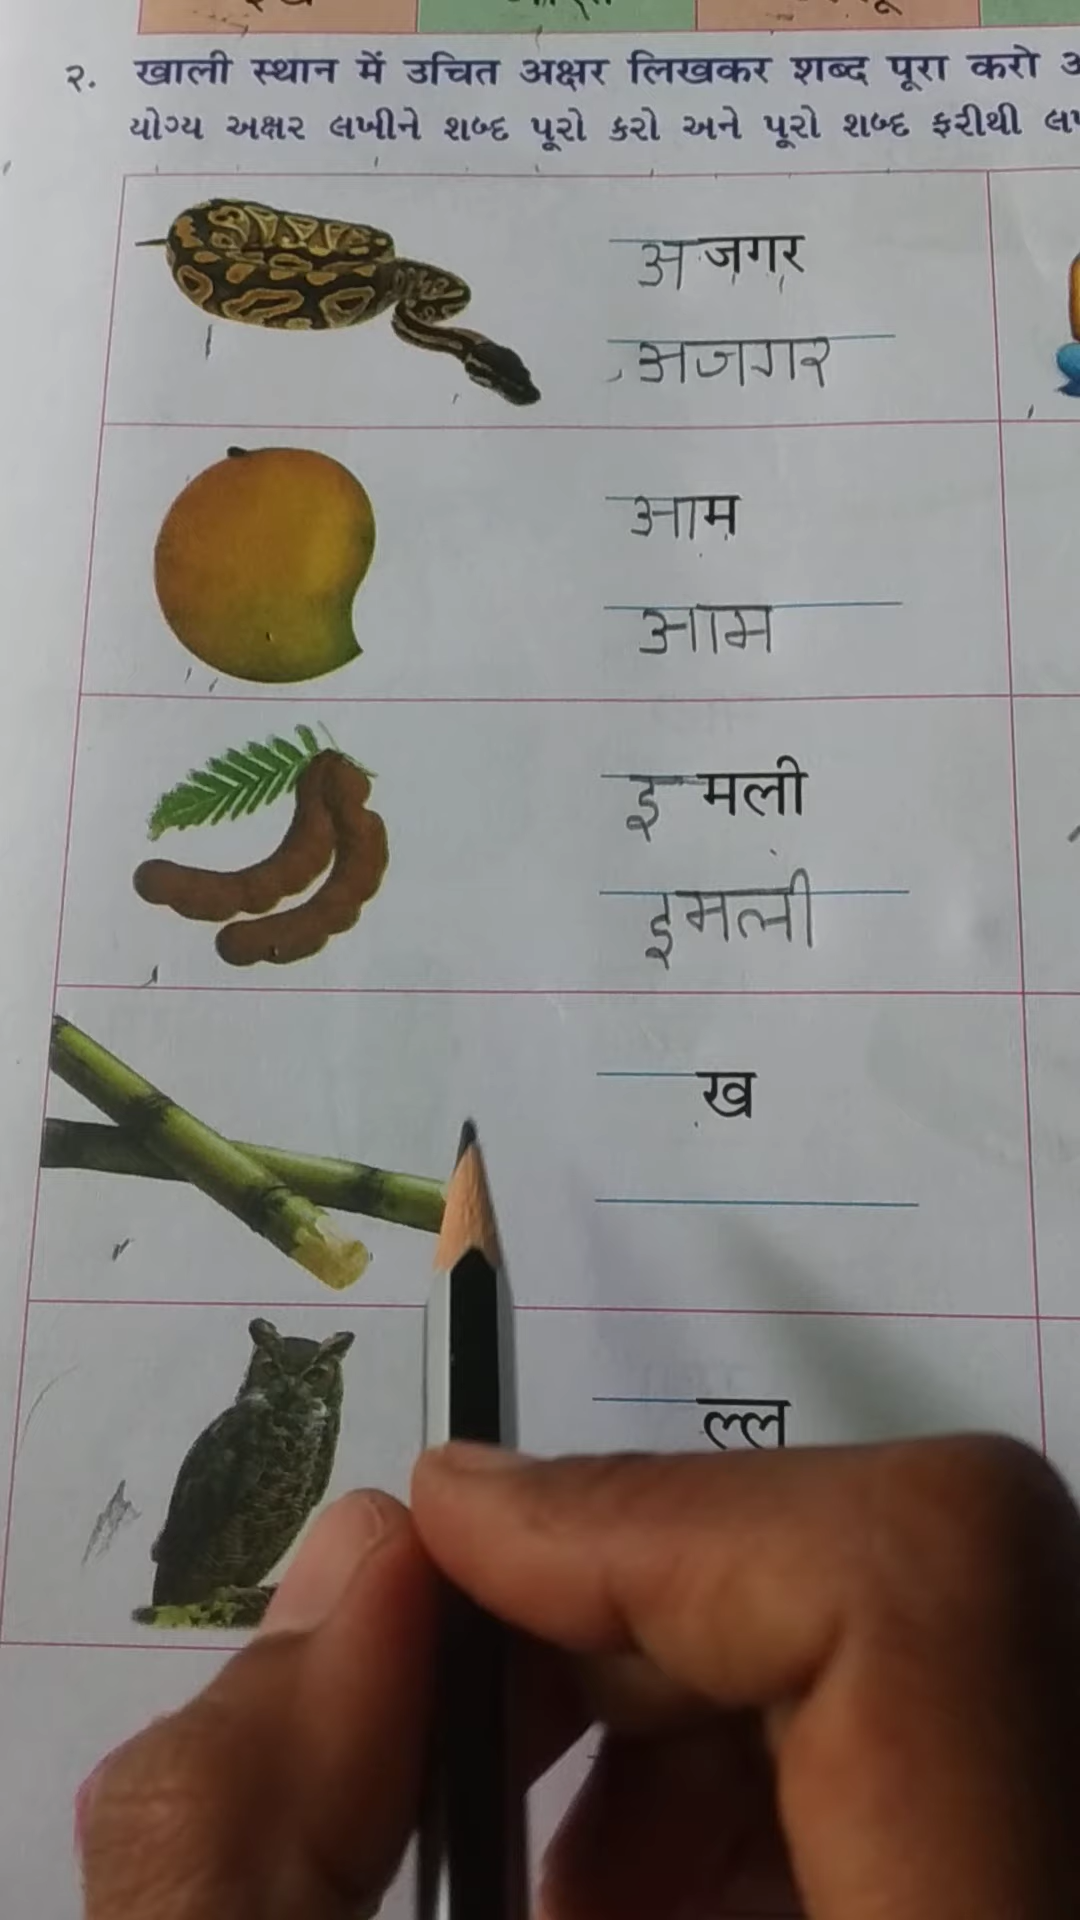 २. खाली स्थान में उचित अक्षर लिखकर शब्द पूरा करो
યોગ્ય અક્ષર લખીને શબ્દ પૂરો કરો અને પૂરો શબ્દ ફરીથી
अजगर
अजगर
आम
आम
इमली
इमली
ख
ल्ल